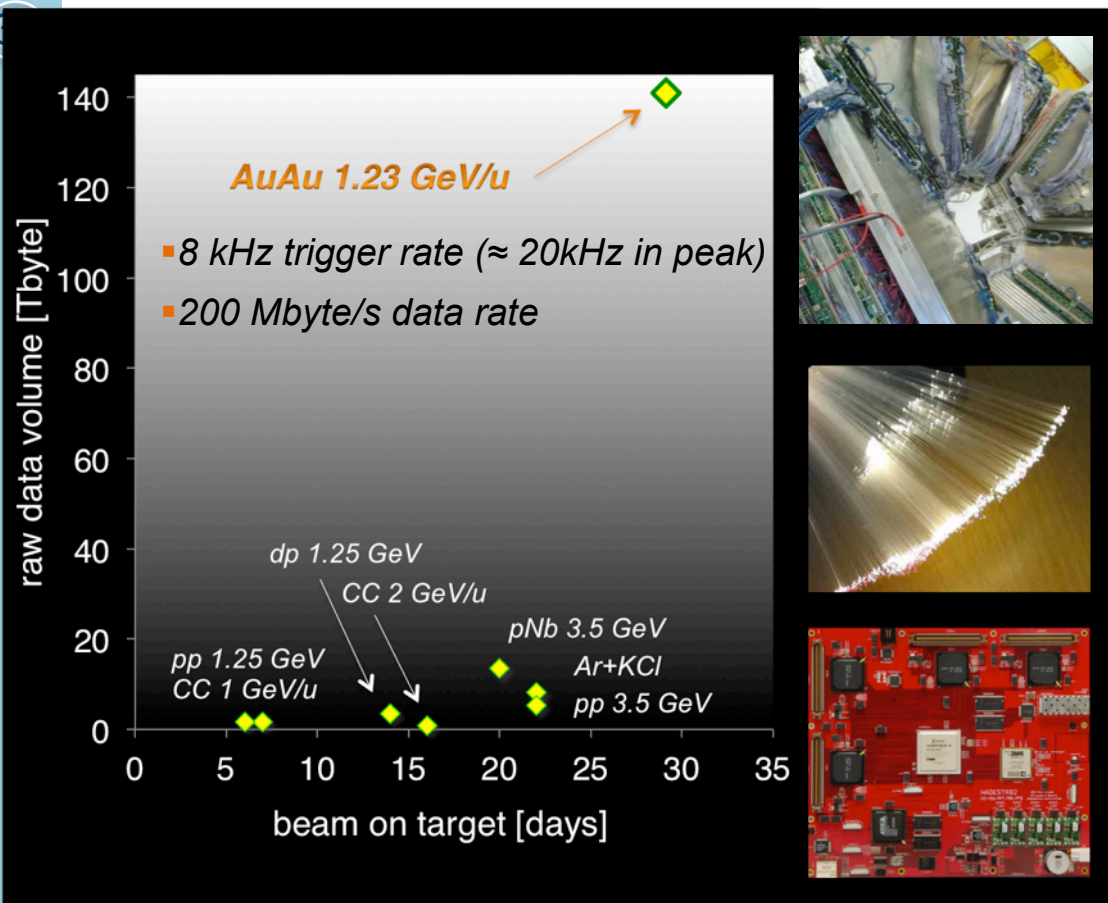 140
120
100
80
60
40
20
0
raw data volume [Tbyte]
AuAu 1.23 GeV/u
▪8 kHz trigger rate (≈ 20kHz in peak)
▪200 Mbyte/s data rate
dp 1.25 GeV
CC 2 GeV/u
pNb 3.5 GeV
pp 1.25 GeV
Ar+KCl
CC 1 GeV/u
pp 3.5 GeV
0 5 10 15 20 25 30 35
beam on target [days]